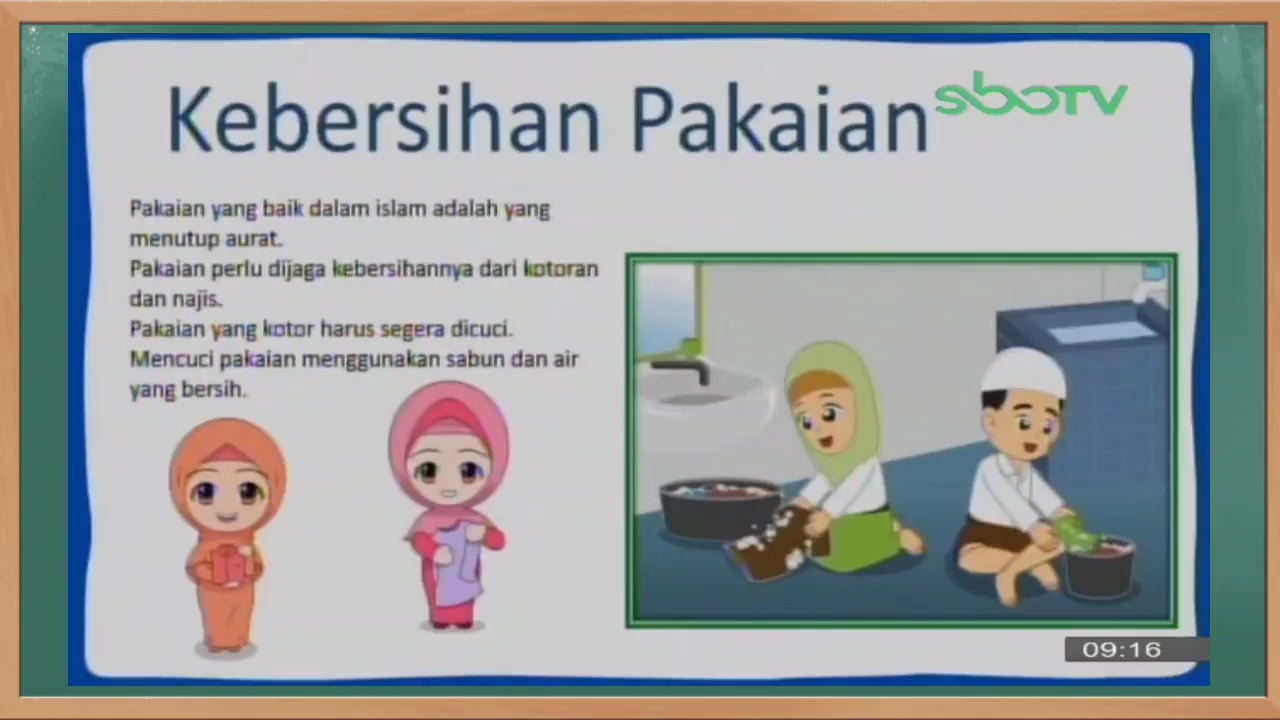 Kebersihan Pakaian
sboTV
Pakaian yang baik dalam islam adalah yang
menutup aurat.
Pakaian perlu dijaga kebersihannya dari kotoran
dan najis.
Pakaian yang kotor harus segera dicuci.
Mencuci pakaian menggunakan sabun dan air
yang bersih.
09:16